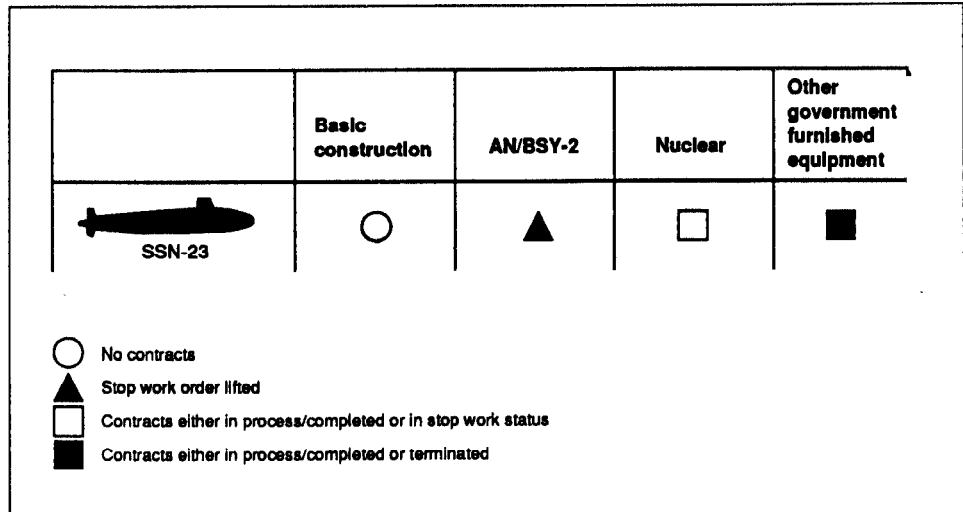 Basic
construction
AN/BSY-2
Nuclear
Other
government
furnished
equipment
SSN-23
No contracts
Stop work order lifted
Contracts either in process/completed or in stop work status
Contracts either in process/completed or terminated